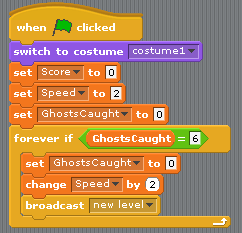 when clicked
switch to costume costume1
set Score to 0
set Speed to 2
set GhostsCaught to 0
forever if GhostsCaught = 6
set GhostsCaught to 0
change Speed by 2
broadcast new level